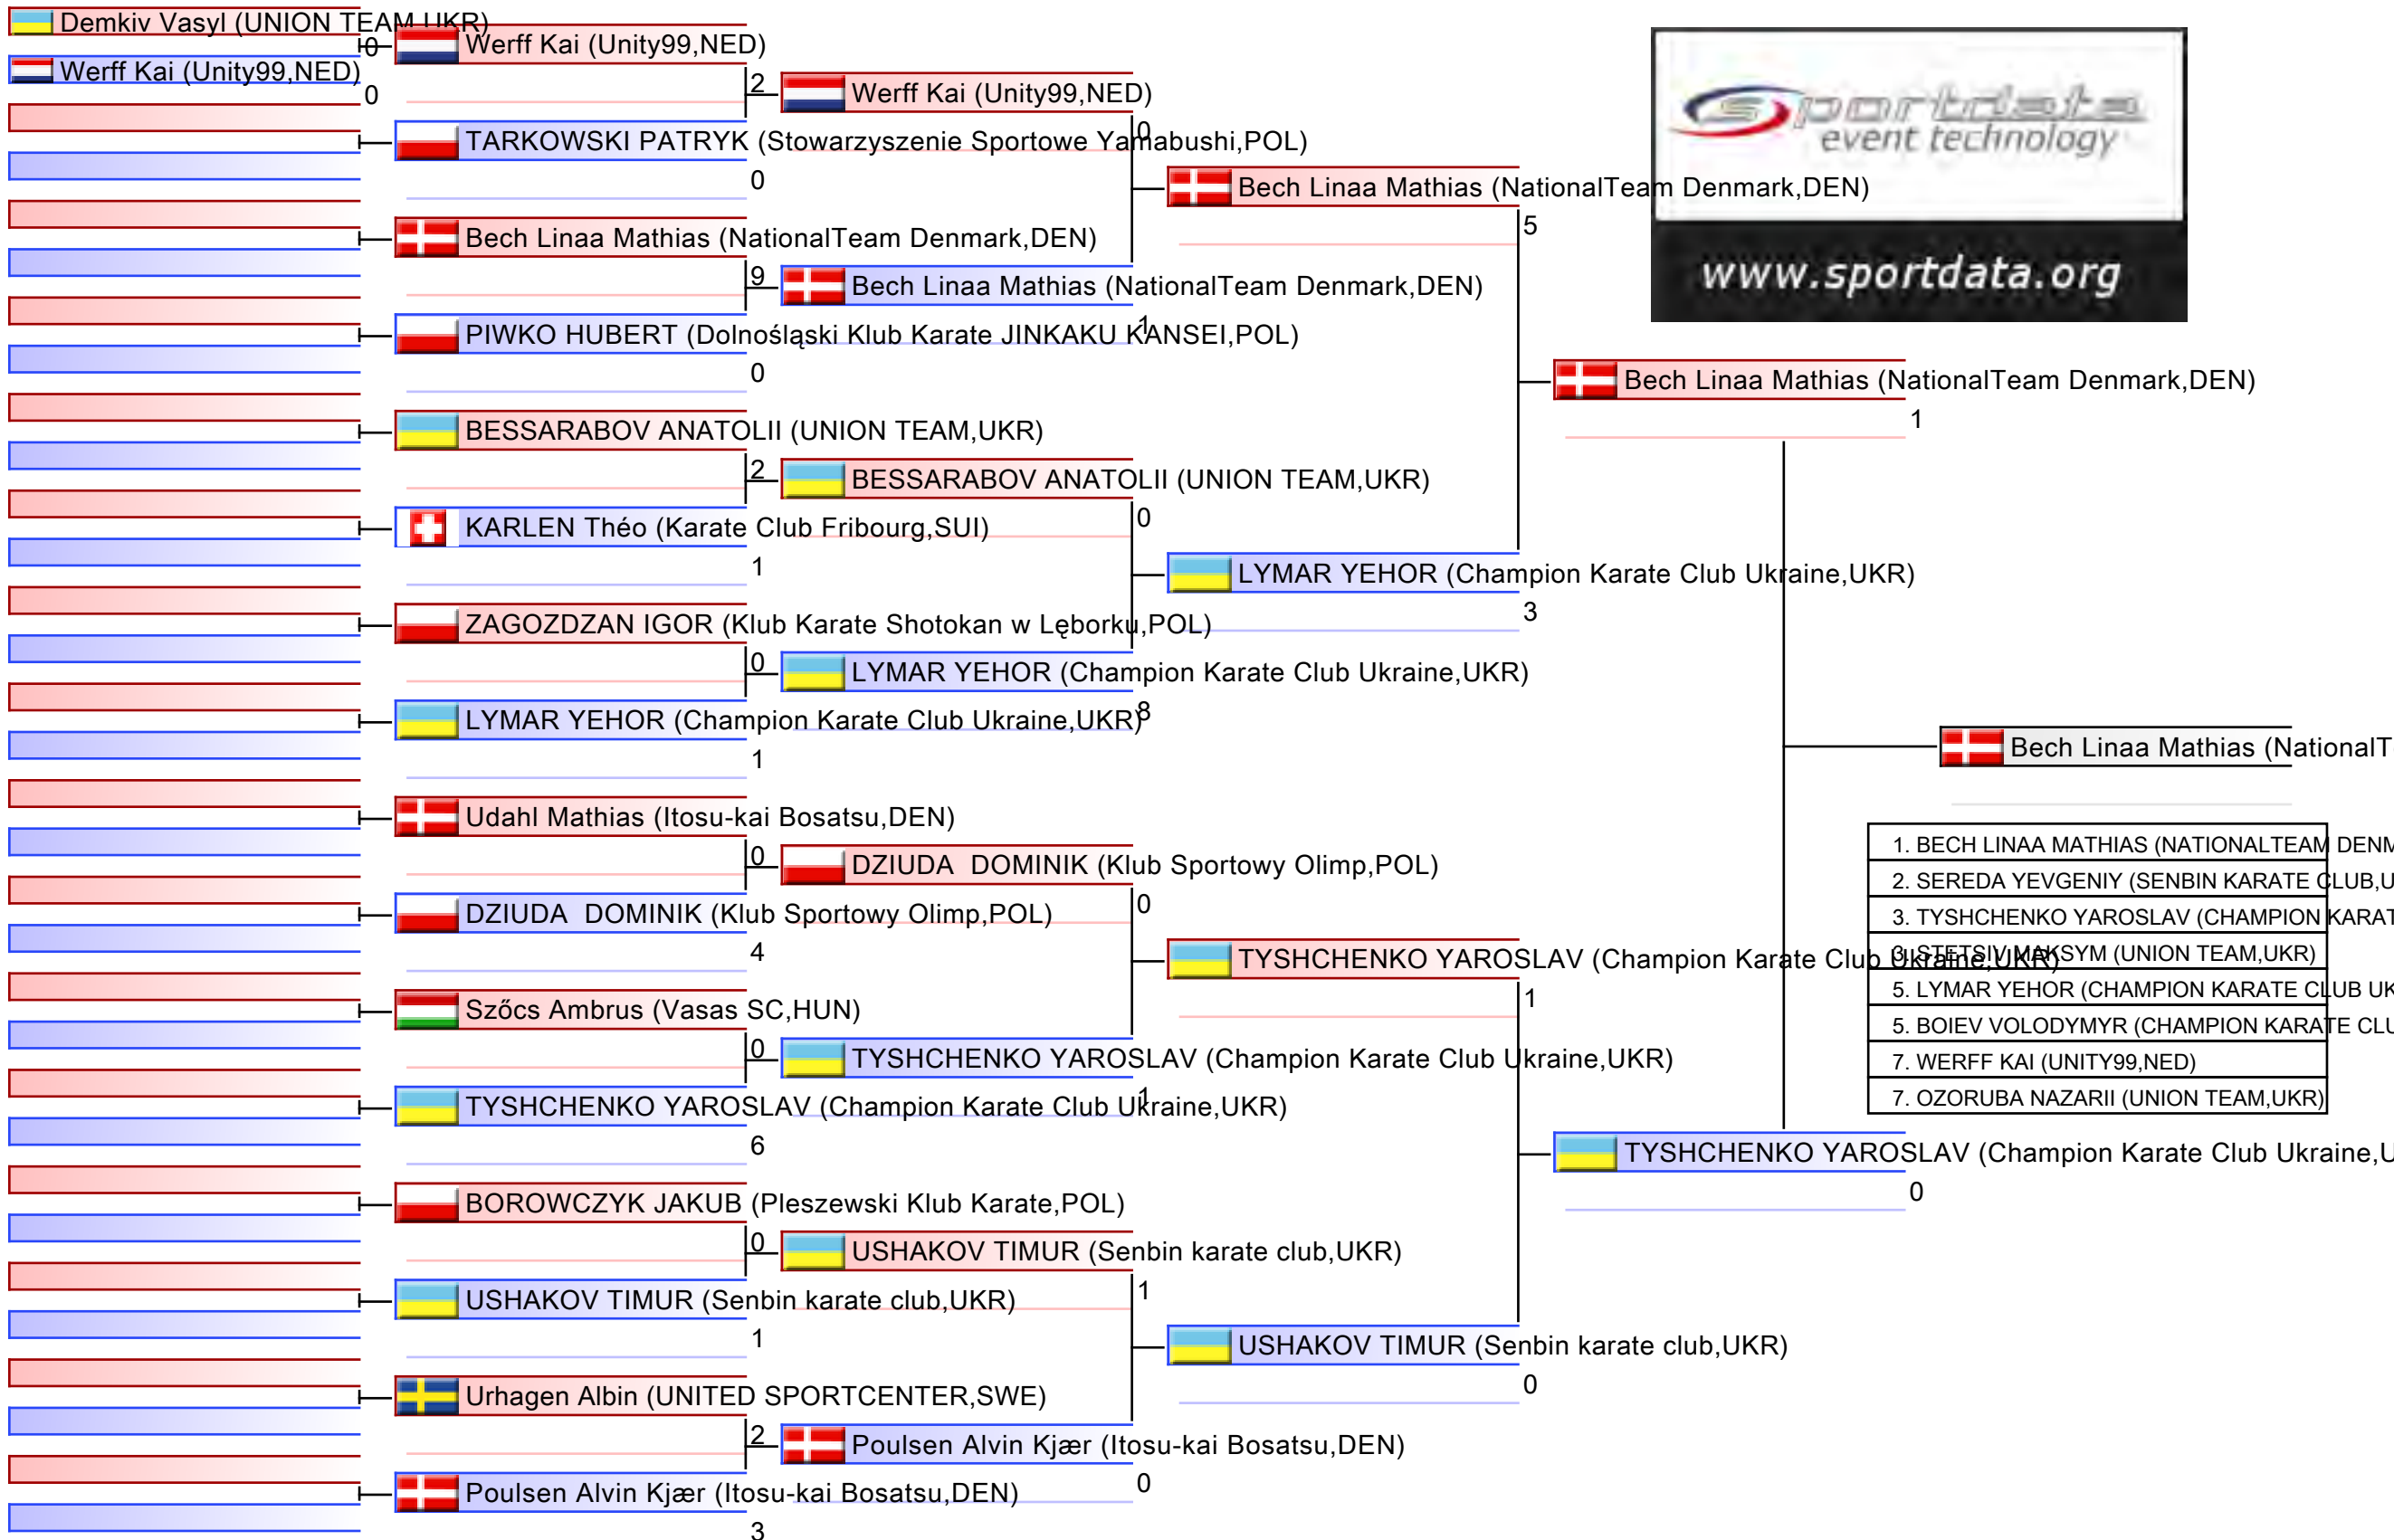 Demkiv Vasyl (UNION TEAM,UKR)
0
Werff Kai (Unity99,NED)
0
Werff Kai (Unity99,NED)
2
TARKOWSKI PATRYK (Stowarzyszenie Sportowe Yamabushi,POL)
0
Bech Linaa Mathias (NationalTeam Denmark,DEN)
9
PIWKO HUBERT (Dolnośląski Klub Karate JINKAKU KANSEI,POL)
0
BESSARABOV ANATOLII (UNION TEAM,UKR)
2
KARLEN Théo (Karate Club Fribourg,SUI)
1
ZAGOZDZAN IGOR (Klub Karate Shotokan w Lęborku,POL)
0
LYMAR YEHOR (Champion Karate Club Ukraine,UKR)
1
Udahl Mathias (Itosu-kai Bosatsu,DEN)
0
DZIUDA  DOMINIK (Klub Sportowy Olimp,POL)
4
Szőcs Ambrus (Vasas SC,HUN)
0
TYSHCHENKO YAROSLAV (Champion Karate Club Ukraine,UKR)
6
BOROWCZYK JAKUB (Pleszewski Klub Karate,POL)
0
USHAKOV TIMUR (Senbin karate club,UKR)
1
Urhagen Albin (UNITED SPORTCENTER,SWE)
2
Poulsen Alvin Kjær (Itosu-kai Bosatsu,DEN)
3
Werff Kai (Unity99,NED)
0
Bech Linaa Mathias (NationalTeam Denmark,DEN)
1
BESSARABOV ANATOLII (UNION TEAM,UKR)
0
LYMAR YEHOR (Champion Karate Club Ukraine,UKR)
8
DZIUDA  DOMINIK (Klub Sportowy Olimp,POL)
0
TYSHCHENKO YAROSLAV (Champion Karate Club Ukraine,UKR)
1
USHAKOV TIMUR (Senbin karate club,UKR)
1
Poulsen Alvin Kjær (Itosu-kai Bosatsu,DEN)
0
Bech Linaa Mathias (NationalTeam Denmark,DEN)
5
LYMAR YEHOR (Champion Karate Club Ukraine,UKR)
3
TYSHCHENKO YAROSLAV (Champion Karate Club Ukraine,UKR)
1
USHAKOV TIMUR (Senbin karate club,UKR)
0
Bech Linaa Mathias (NationalTeam Denmark,DEN)
1
TYSHCHENKO YAROSLAV (Champion Karate Club Ukraine,U
0
Bech Linaa Mathias (NationalT
sportdata
event technology
www.sportdata.org
1. BECH LINAA MATHIAS (NATIONALTEAM DENM
2. SEREDA YEVGENIY (SENBIN KARATE CLUB,U
3. TYSHCHENKO YAROSLAV (CHAMPION KARAT
3. STETSIV MAKSYM (UNION TEAM,UKR)
5. LYMAR YEHOR (CHAMPION KARATE CLUB UK
5. BOIEV VOLODYMYR (CHAMPION KARATE CLU
7. WERFF KAI (UNITY99,NED)
7. OZORUBA NAZARII (UNION TEAM,UKR)